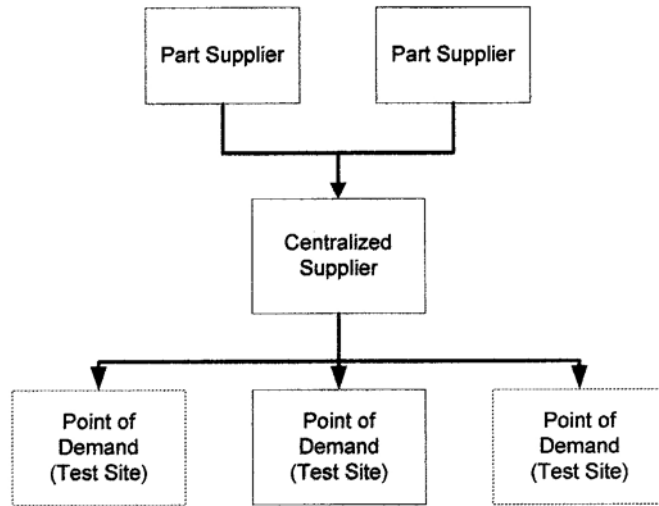 Part Supplier
Part Supplier
Centralized
Supplier
Point of
Demand
(Test Site)
Point of
Demand
(Test Site)
Point of
Demand
(Test Site)